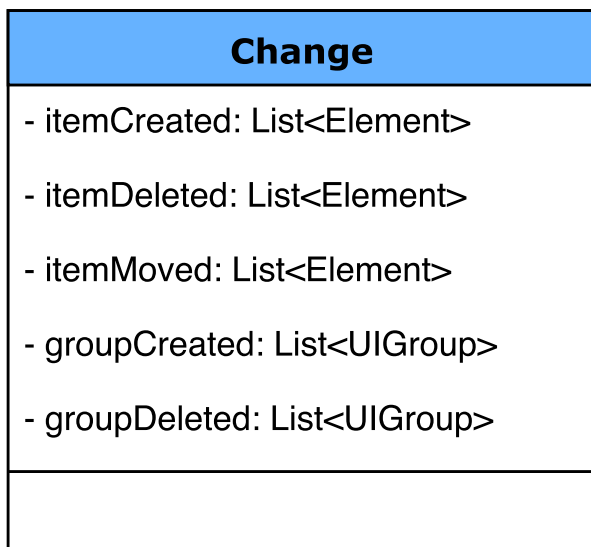 Change
- itemCreated: List<Element>
- itemDeleted: List<Element>
- itemMoved: List<Element>
- groupCreated: List<UIGroup>
- groupDeleted: List<UIGroup>